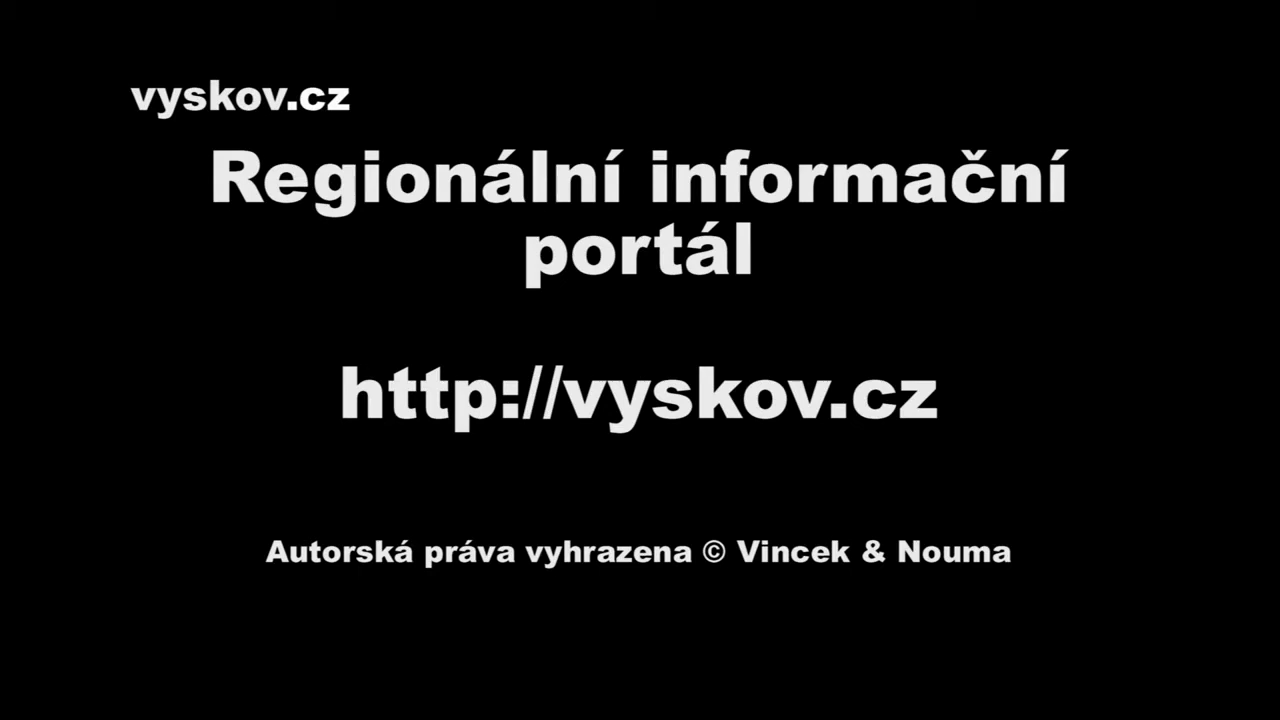 vyskov.cz
Regionální informační
portál
http://vyskov.cz
Autorská práva vyhrazena © Vincek & Nouma